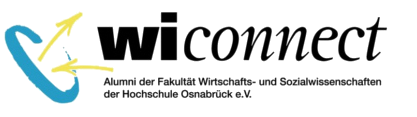 wiconnect
Alumni der Fakultät Wirtschafts- und Sozialwissenschaften
der Hochschule Osnabrück e.V.